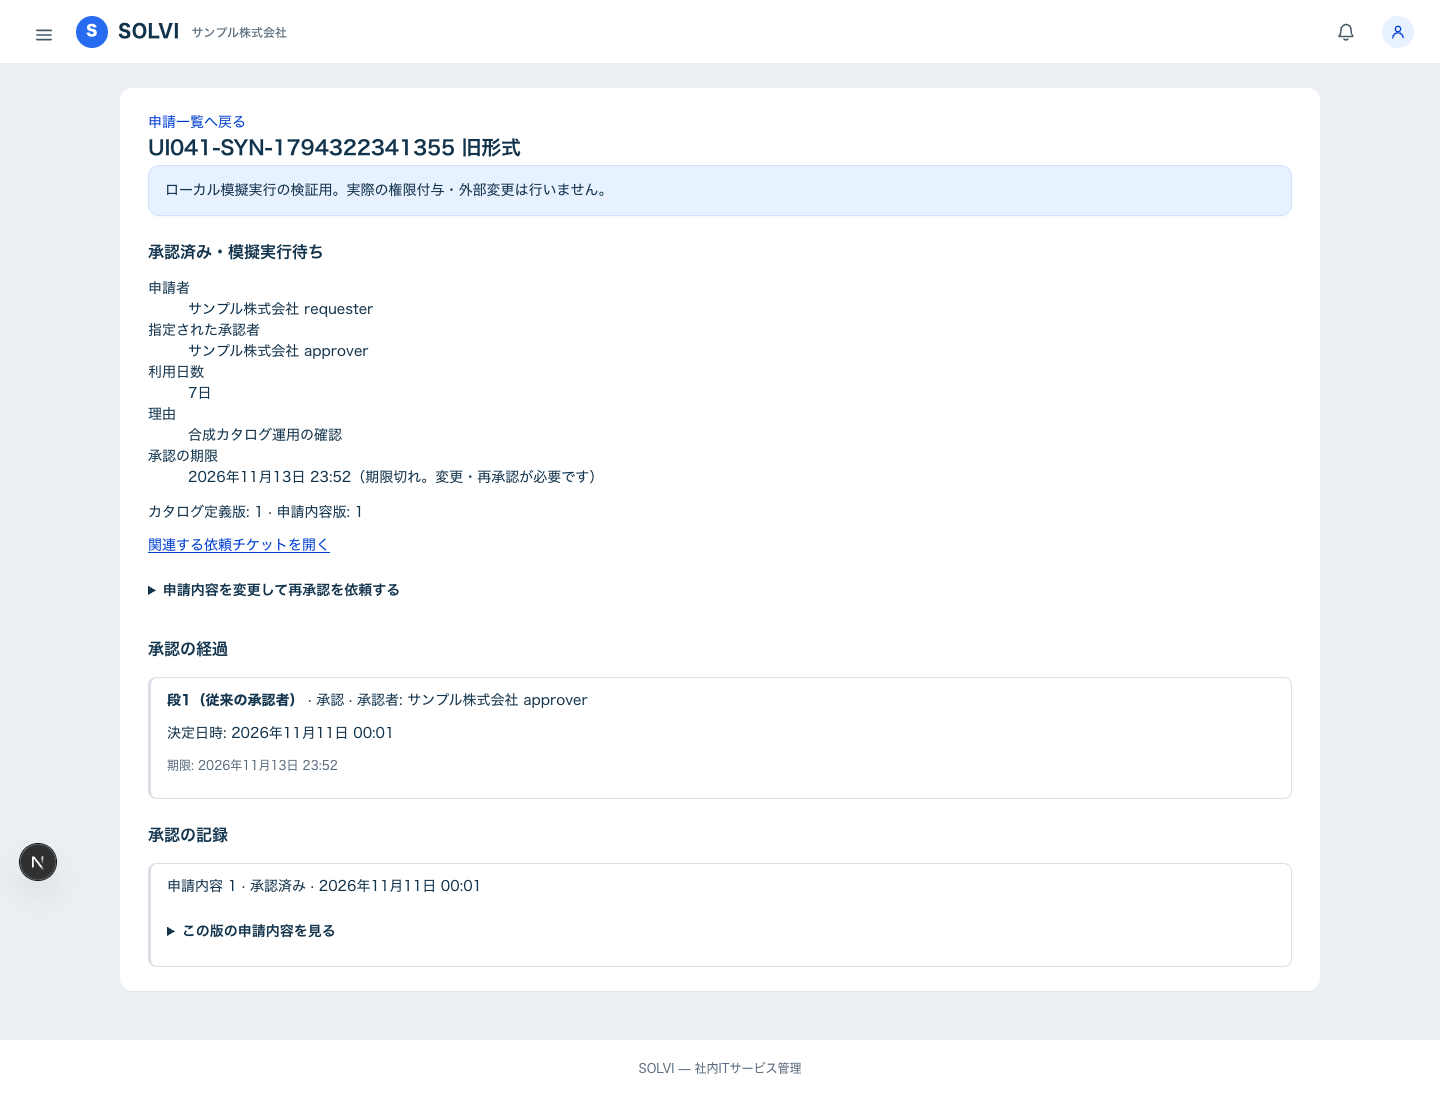 S SOLVI サンプル株式会社
申請一覧へ戻る
UI041-SYN-1794322341355 旧形式
ローカル模擬実行の検証用。実際の権限付与・外部変更は行いません。
承認済み・模擬実行待ち
申請者
サンプル株式会社 requester
指定された承認者
サンプル株式会社 approver
利用日数
7日
理由
合成カタログ運用の確認
承認の期限
2026年11月13日 23:52（期限切れ。変更・再承認が必要です）
カタログ定義版: 1 · 申請内容版: 1
関連する依頼チケットを開く
▶ 申請内容を変更して再承認を依頼する
承認の経過
段1（従来の承認者） · 承認 · 承認者: サンプル株式会社 approver
決定日時: 2026年11月11日 00:01
期限: 2026年11月13日 23:52
承認の記録
N
申請内容 1 · 承認済み · 2026年11月11日 00:01
▶ この版の申請内容を見る
SOLVI — 社内ITサービス管理